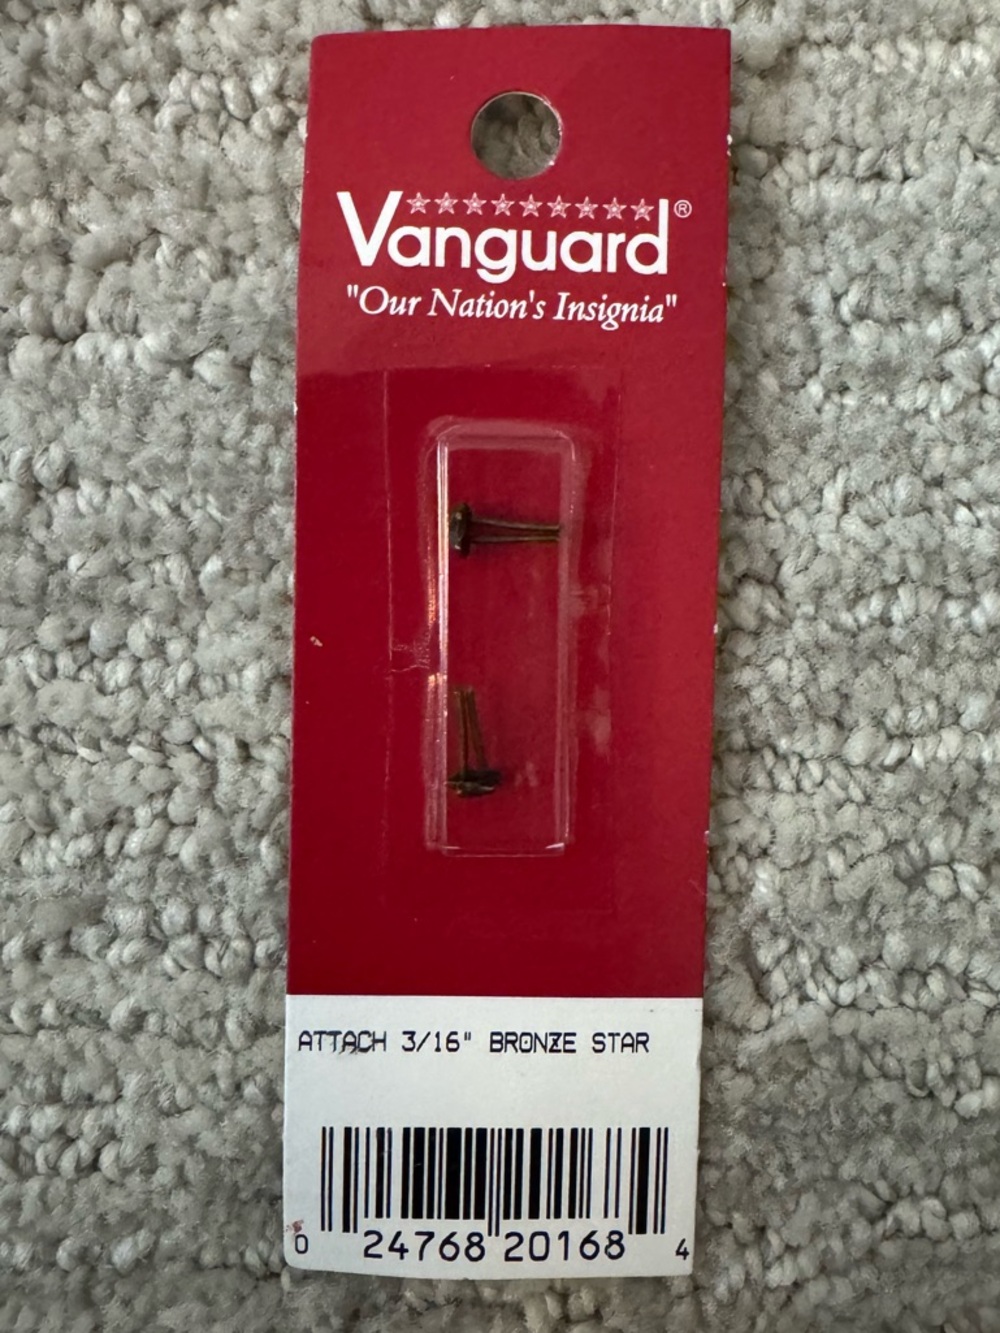 Vanguard®
"Our Nation's Insignia"
ATTACH 3/16" BRONZE STAR
0 24768 20168 4